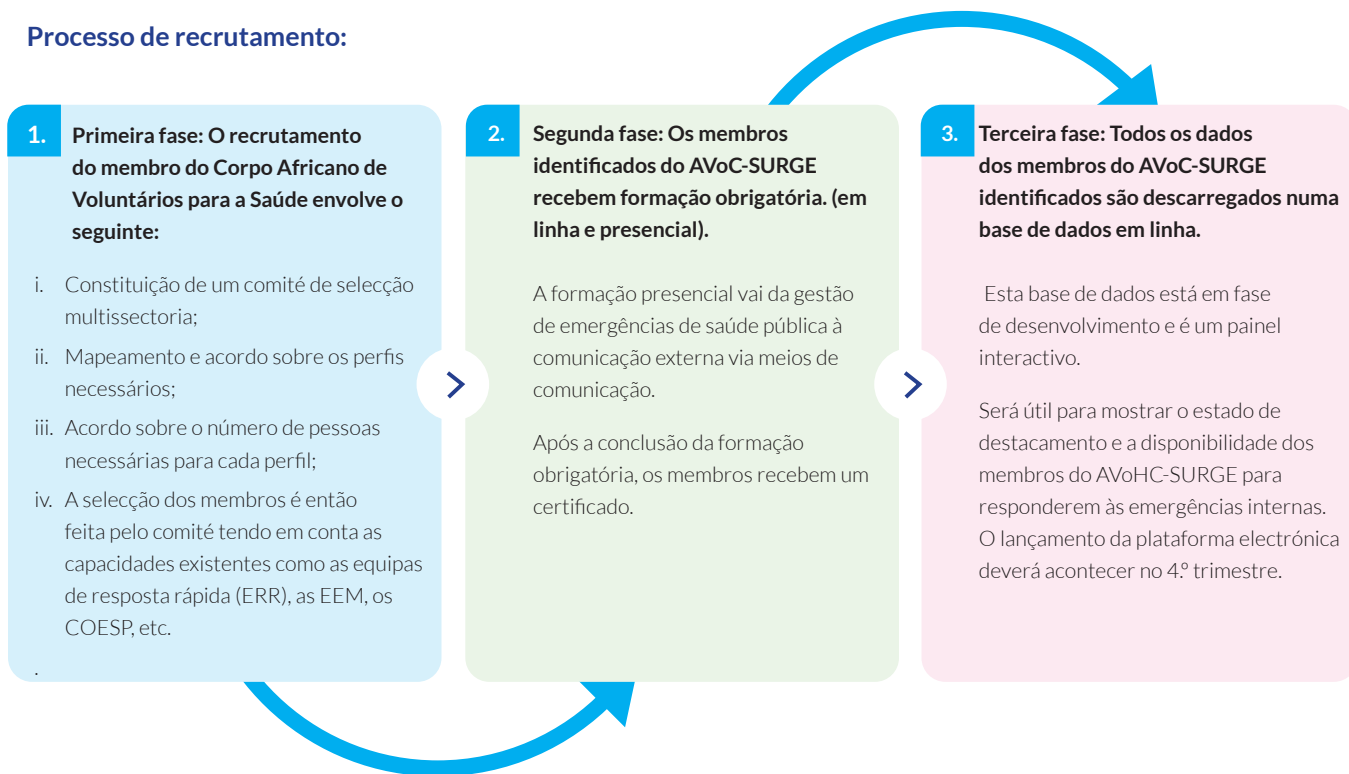 Processo de recrutamento:
1.
Primeira fase: O recrutamento
do membro do Corpo Africano de
Voluntários para a Saúde envolve o
seguinte:
i. Constituição de um comité de selecção
multissectoria;
ii. Mapeamento e acordo sobre os perfis
necessários;
iii. Acordo sobre o número de pessoas
necessárias para cada perfil;
iv. A selecção dos membros é então
feita pelo comité tendo em conta as
capacidades existentes como as equipas
de resposta rápida (ERR), as EEM, os
COESP, etc.
.
2.
Segunda fase: Os membros
identificados do AVoC-SURGE
recebem formação obrigatória. (em
linha e presencial).
A formação presencial vai da gestão
de emergências de saúde pública à
comunicação externa via meios de
comunicação.
Após a conclusão da formação
obrigatória, os membros recebem um
certificado.
3.
Terceira fase: Todos os dados
dos membros do AVoC-SURGE
identificados são descarregados numa
base de dados em linha.
Esta base de dados está em fase
de desenvolvimento e é um painel
interactivo.
Será útil para mostrar o estado de
destacamento e a disponibilidade dos
membros do AVoHC-SURGE para
responderem às emergências internas.
O lançamento da plataforma electrónica
deverá acontecer no 4.º trimestre.